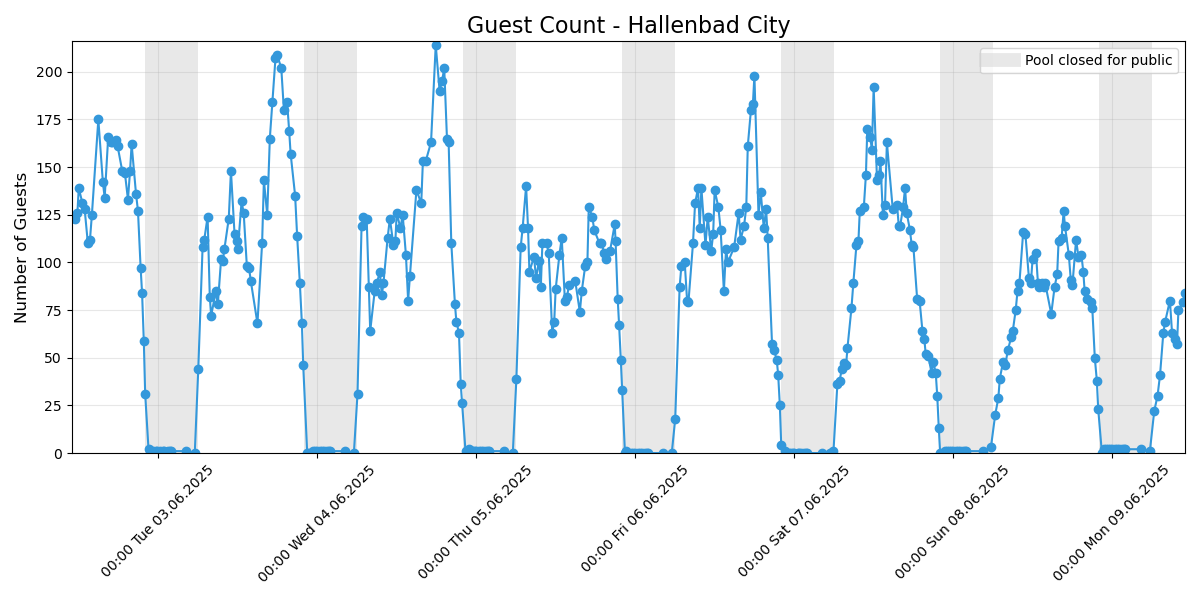 Guest Count - Hallenbad City
Pool closed for public
Number of Guests
200
175
150
125
100
75
50
25
0
00:00 Tue 03.06.2025
00:00 Wed 04.06.2025
00:00 Thu 05.06.2025
00:00 Fri 06.06.2025
00:00 Sat 07.06.2025
00:00 Sun 08.06.2025
00:00 Mon 09.06.2025